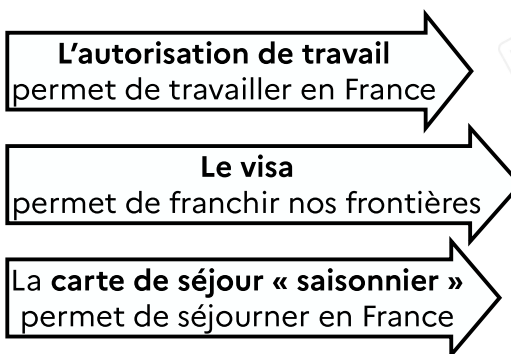 L'autorisation de travail
permet de travailler en France
Le visa
permet de franchir nos frontières
La carte de séjour « saisonnier »
permet de séjourner en France